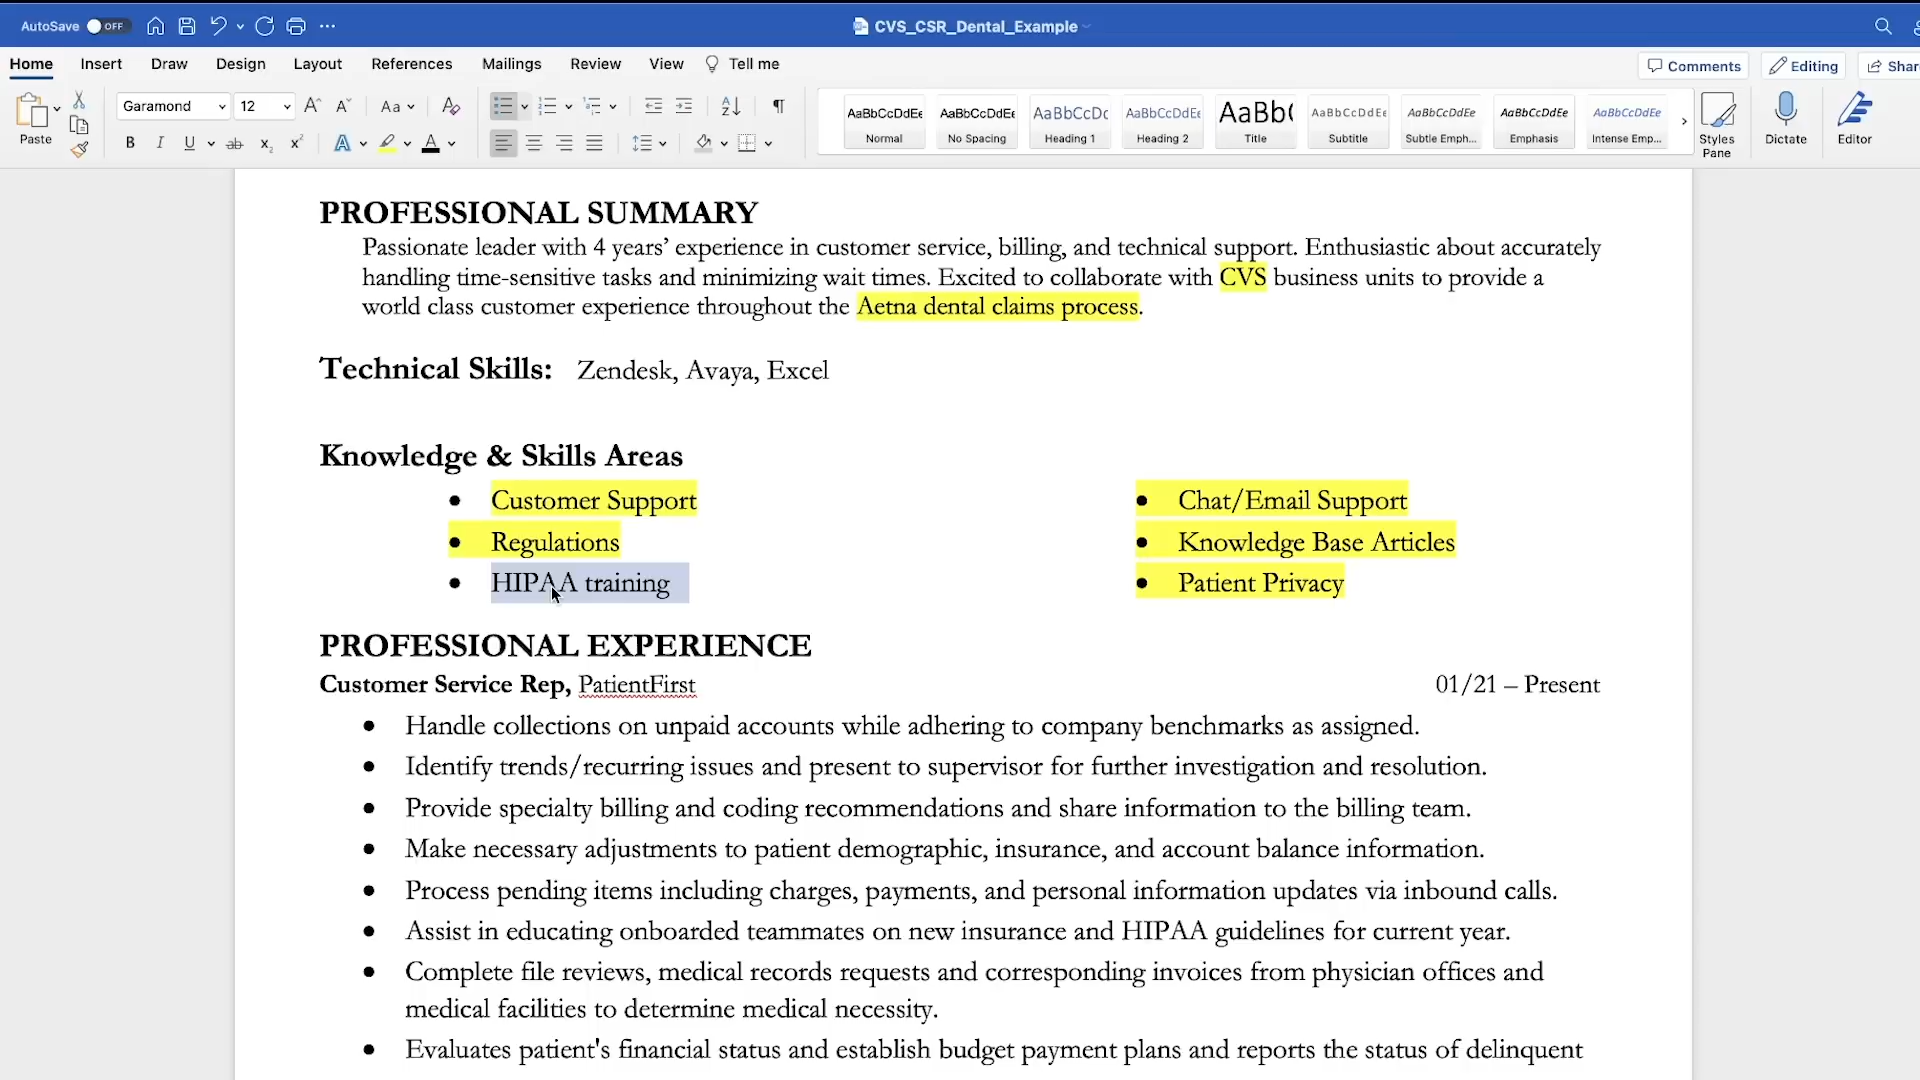 AutoSave OFF
CVS_CSR_Dental_Example
Home Insert Draw Design Layout References Mailings Review View Tell me
Comments Editing
Paste
Garamond 12
Aa
B I U ab x₂ x² A A
AaBbCcDdEe Normal
AaBbCcDdEe No Spacing
AaBbCcDc Heading 1
AaBbCcDdEe Heading 2
AaBb( Title
AaBbCcDdEe Subtitle
AaBbCcDdEe Subtle Emph...
AaBbCcDdEe Emphasis
AaBbCcDdEe Intense Emp...
Styles Pane
Dictate
Editor
PROFESSIONAL SUMMARY
Passionate leader with 4 years’ experience in customer service, billing, and technical support. Enthusiastic about accurately
handling time-sensitive tasks and minimizing wait times. Excited to collaborate with CVS business units to provide a
world class customer experience throughout the Aetna dental claims process.
Technical Skills: Zendesk, Avaya, Excel
Knowledge & Skills Areas
• Customer Support
• Regulations
• HIPAA training
• Chat/Email Support
• Knowledge Base Articles
• Patient Privacy
PROFESSIONAL EXPERIENCE
Customer Service Rep, PatientFirst 01/21 – Present
• Handle collections on unpaid accounts while adhering to company benchmarks as assigned.
• Identify trends/recurring issues and present to supervisor for further investigation and resolution.
• Provide specialty billing and coding recommendations and share information to the billing team.
• Make necessary adjustments to patient demographic, insurance, and account balance information.
• Process pending items including charges, payments, and personal information updates via inbound calls.
• Assist in educating onboarded teammates on new insurance and HIPAA guidelines for current year.
• Complete file reviews, medical records requests and corresponding invoices from physician offices and
medical facilities to determine medical necessity.
• Evaluates patient's financial status and establish budget payment plans and reports the status of delinquent